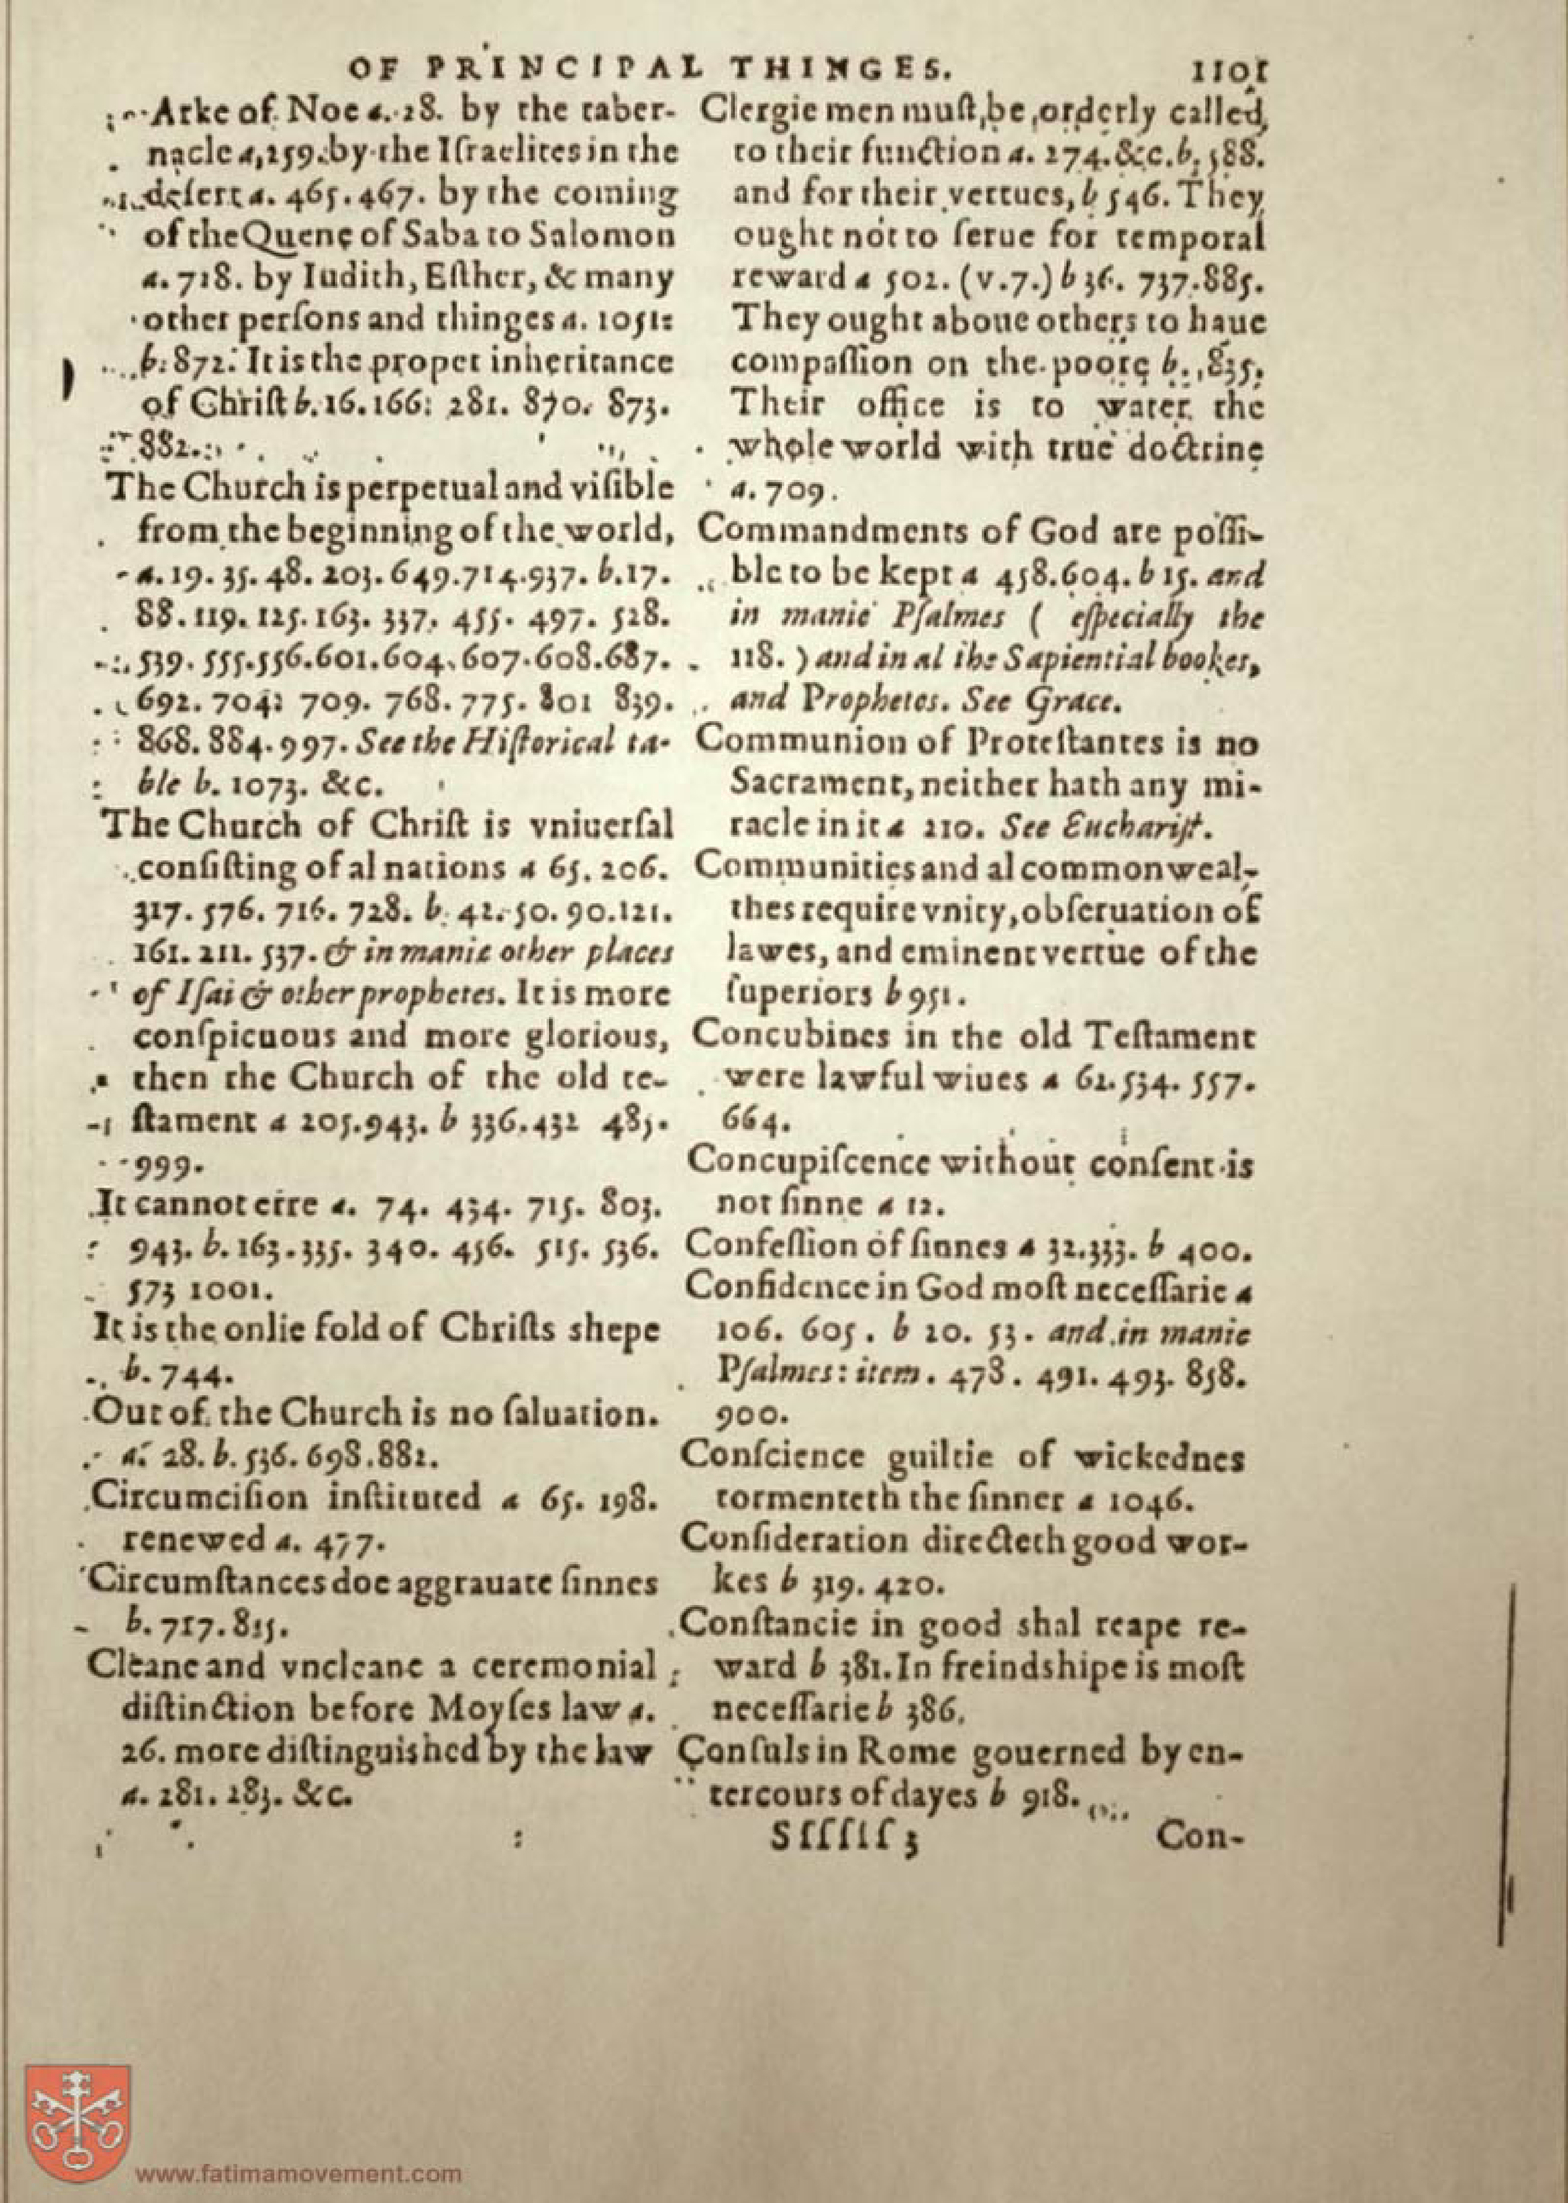 OF PRINCIPAL THINGES. 1101
Arke of Noe a. 28. by the taber-
nacle a, 259. by the Iſraelites in the
deſert a. 465. 467. by the coming
of the Quene of Saba to Salomon
a. 718. by Iudith, Eſther, & many
other perſons and thinges a. 1051:
b. 872. It is the proper inheritance
of Chriſt b. 16. 166: 281. 870. 873.
882.
The Church is perpetual and viſible
from the beginning of the world,
a. 19. 35. 48. 203. 649. 714. 937. b. 17.
88. 119. 125. 163. 337. 455. 497. 528.
539. 555. 556. 601. 604. 607. 608. 687.
692. 704: 709. 768. 775. 801 839.
868. 884. 997. See the Hiſtorical ta-
ble b. 1073. &c.
The Church of Chriſt is vniuerſal
conſiſting of al nations a 65. 206.
317. 576. 716. 728. b. 42. 50. 90. 121.
161. 211. 537. & in manie other places
of Iſai & other prophetes. It is more
conſpicuous and more glorious,
then the Church of the old te-
ſtament a 205. 943. b 336. 432 485.
999.
It cannot erre a. 74. 434. 715. 803.
943. b. 163. 335. 340. 456. 515. 536.
573 1001.
It is the onlie fold of Chriſts shepe
b. 744.
Out of the Church is no ſaluation.
a. 28. b. 536. 698. 882.
Circumciſion inſtituted a 65. 198.
renewed a. 477.
Circumſtances doe aggrauate ſinnes
b. 717. 815.
Cleane and vncleane a ceremonial
diſtinction before Moyſes law a.
26. more diſtinguished by the law
a. 281. 283. &c.
Clergie men muſt be orderly called,
to their function a. 274. &c. b. 588.
and for their vertues, b 546. They
ought not to ſerue for temporal
reward a 502. (v. 7.) b 36. 737. 885.
They ought aboue others to haue
compaſſion on the poore b. 835.
Their office is to water the
whole world with true doctrine
a. 709.
Commandments of God are poſſi-
ble to be kept a 458. 604. b 15. and
in manie Pſalmes ( eſpecially the
118. ) and in al the Sapiential bookes,
and Prophetes. See Grace.
Communion of Proteſtantes is no
Sacrament, neither hath any mi-
racle in it a 210. See Euchariſt.
Communities and al commonweal-
thes require vnity, obſeruation of
lawes, and eminent vertue of the
ſuperiors b 951.
Concubines in the old Teſtament
were lawful wiues a 62. 534. 557.
664.
Concupiſcence without conſent is
not ſinne a 12.
Confeſſion of ſinnes a 32. 333. b 400.
Confidence in God moſt neceſſarie a
106. 605. b 20. 53. and in manie
Pſalmes: item. 478. 491. 493. 858.
900.
Conſcience guiltie of wickednes
tormenteth the ſinner a 1046.
Conſideration directeth good wor-
kes b 319. 420.
Conſtancie in good shal reape re-
ward b 381. In freindshipe is moſt
neceſſarie b 386.
Conſuls in Rome gouerned by en-
tercours of dayes b 918.
Sſſſſſ 3 Con-
www.fatimamovement.com